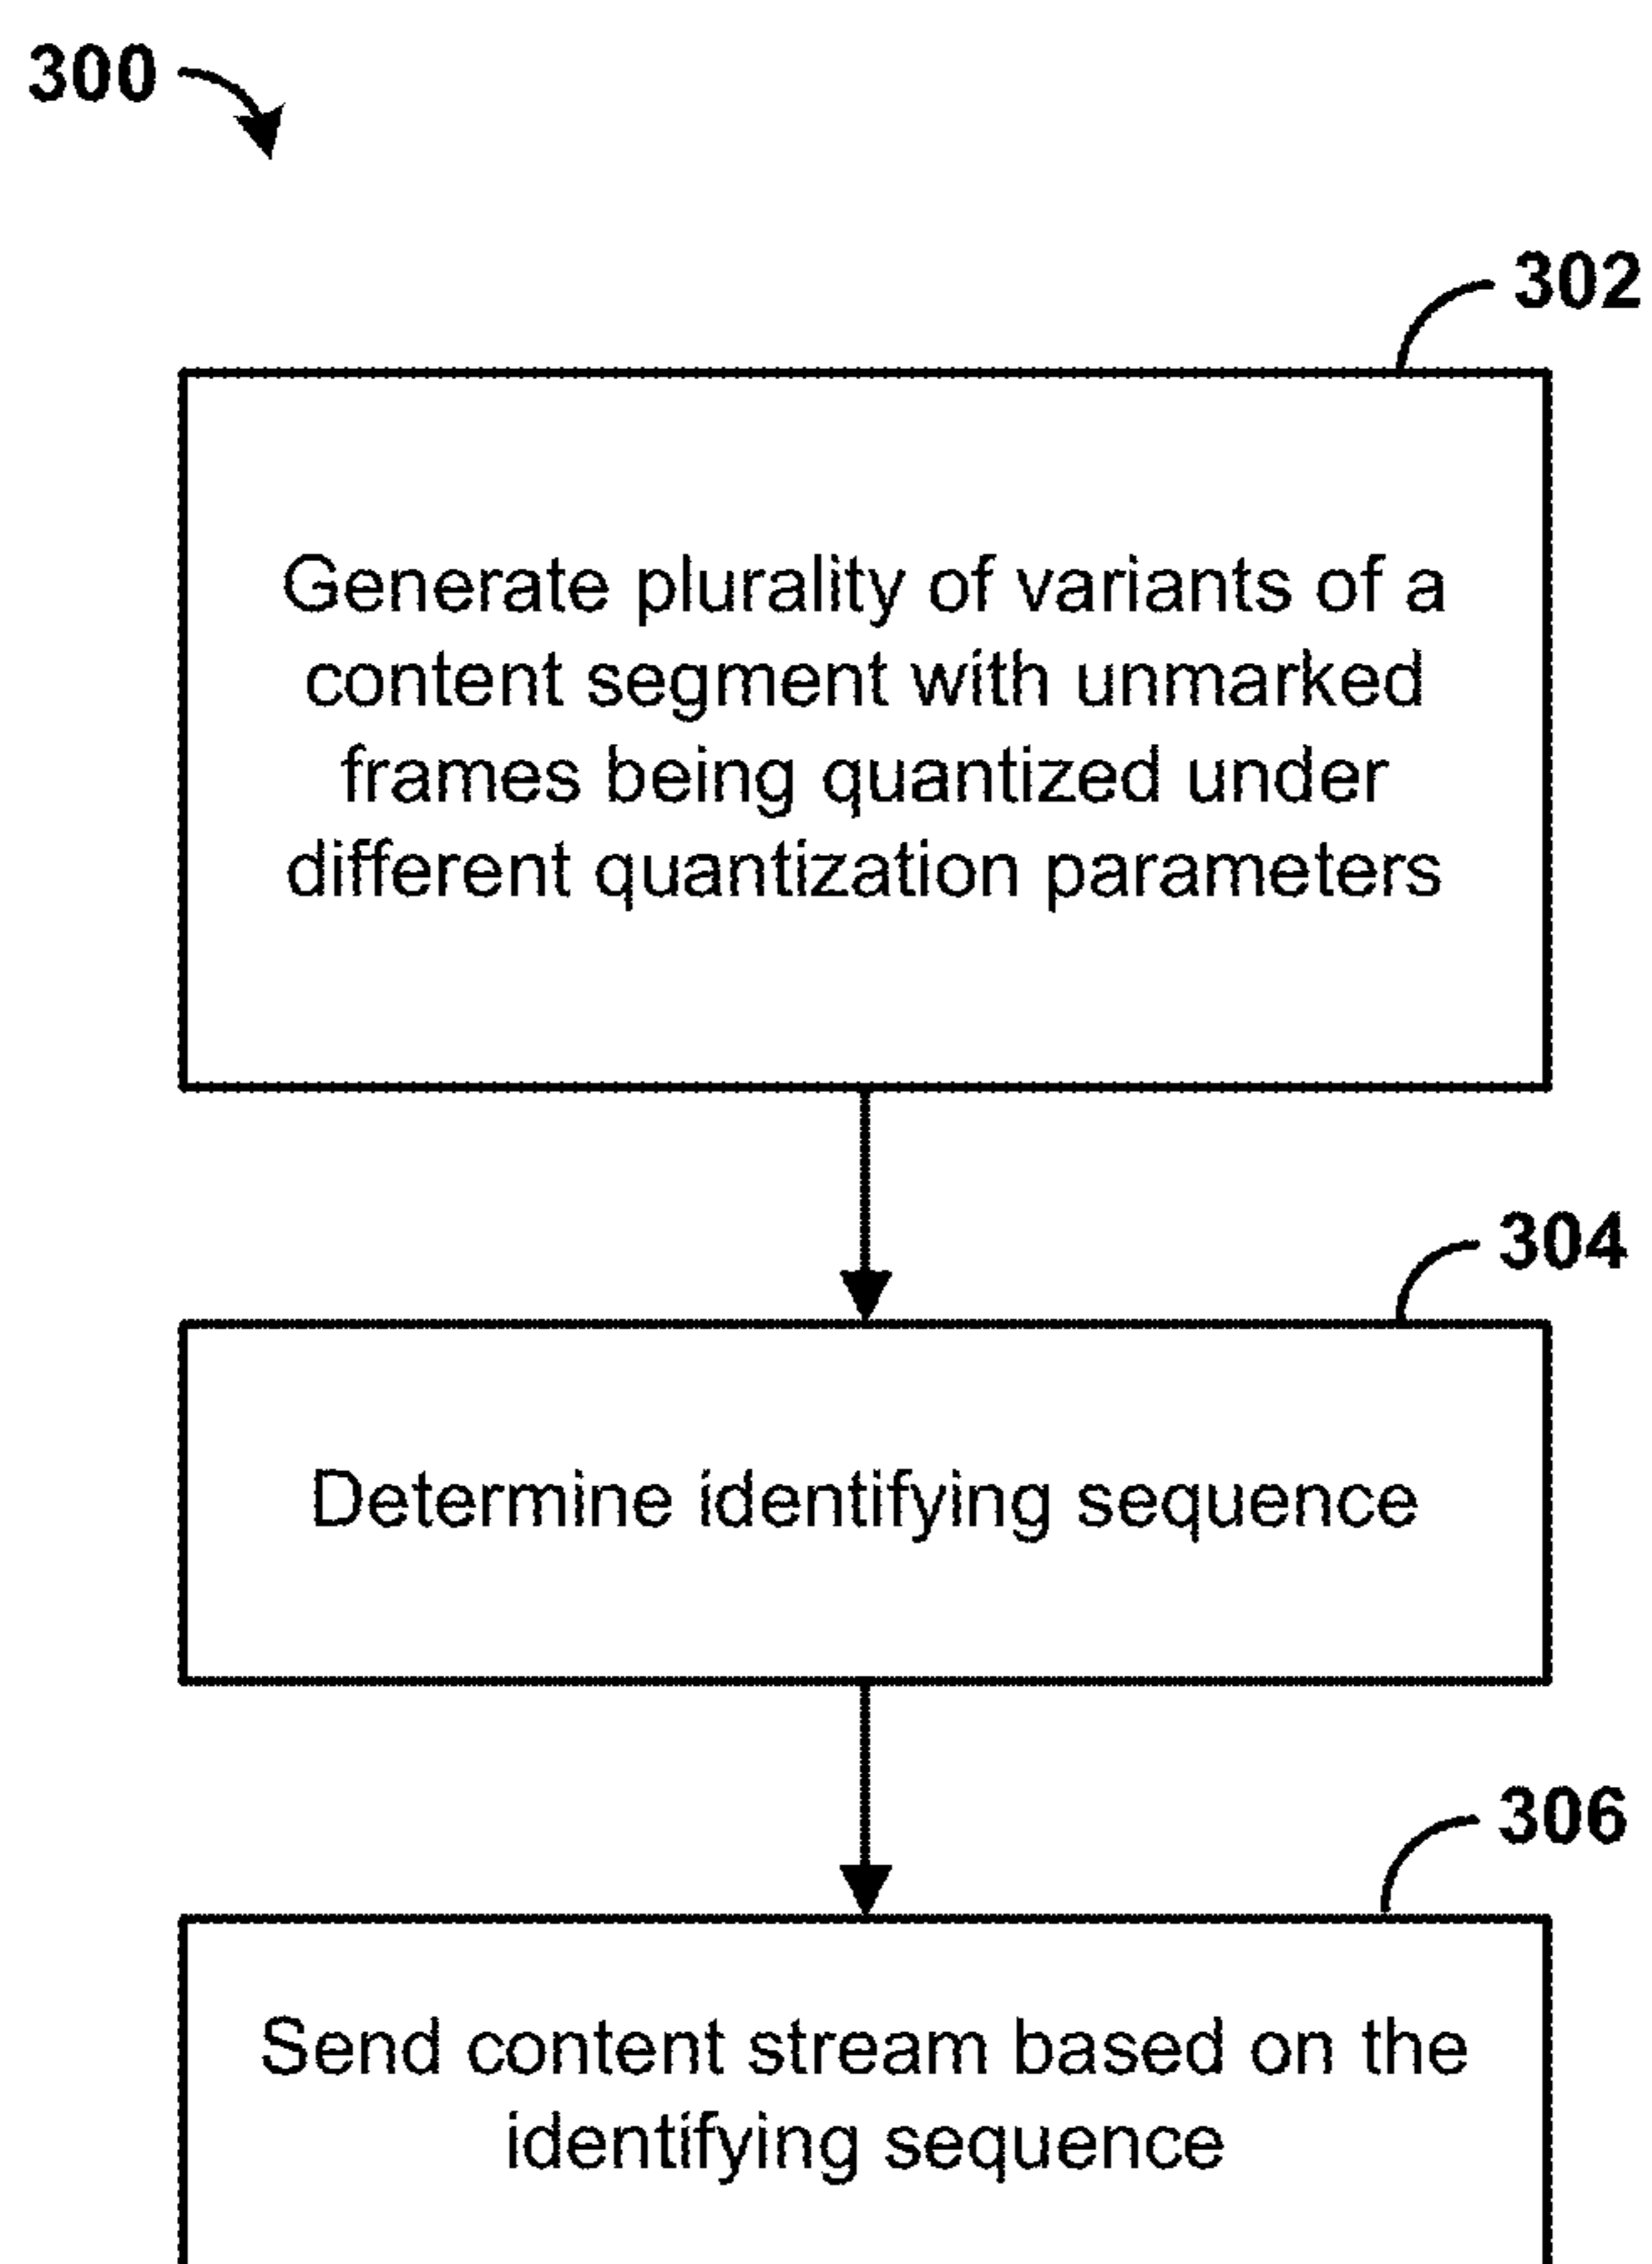 300
302
Generate plurality of variants of a
content segment with unmarked
frames being quantized under
different quantization parameters
304
Determine identifying sequence
306
Send content stream based on the
identifying sequence